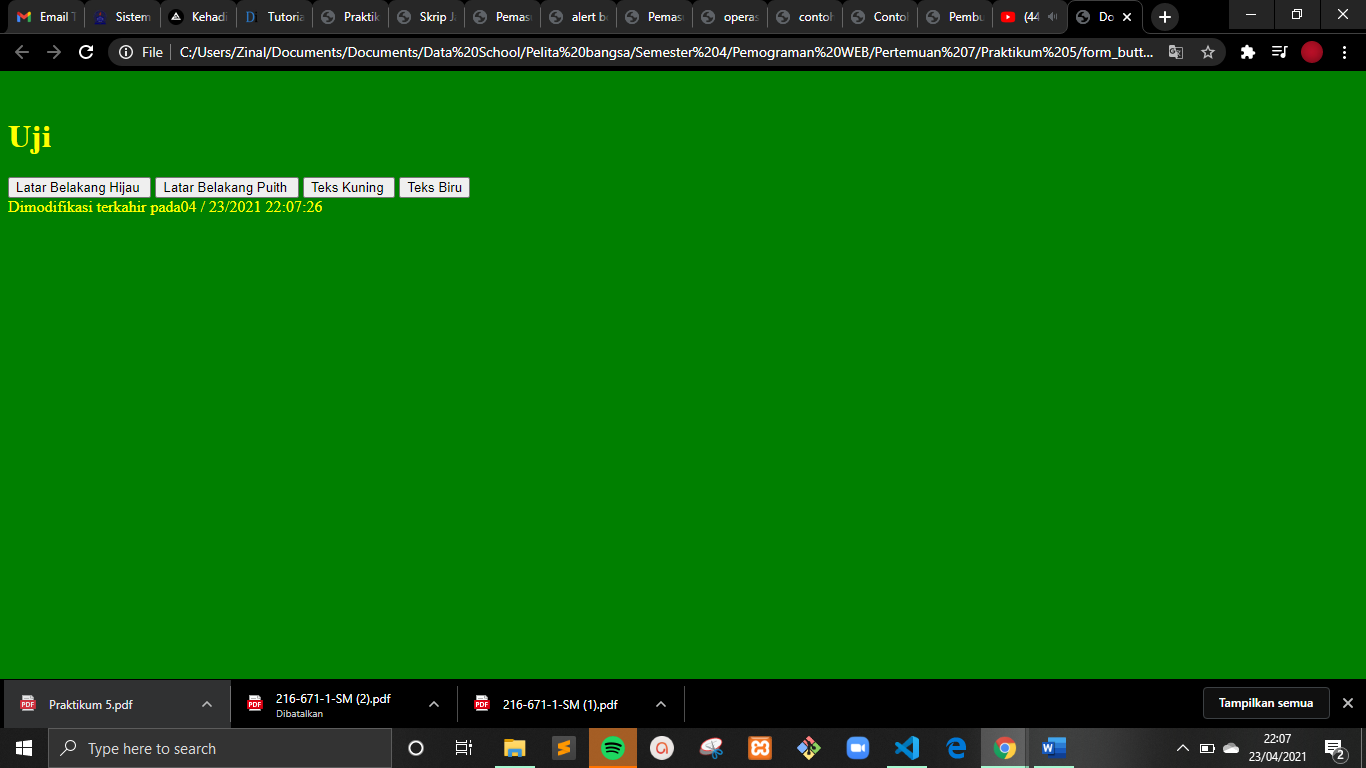 Email T
Sistem
Kehadi
Tutoria
Praktik
Skrip Ja
Pemas
alert bo
Pemas
operas
contoh
Contol
Pembu
(44
Do
File
C:/Users/Zinal/Documents/Documents/Data%20School/Pelita%20bangsa/Semester%204/Pemograman%20WEB/Pertemuan%207/Praktikum%205/form_butt...
Uji
Latar Belakang Hijau Latar Belakang Puith Teks Kuning Teks Biru
Dimodifikasi terkahir pada04 / 23/2021 22:07:26
Praktikum 5.pdf
216-671-1-SM (2).pdf
Dibatalkan
216-671-1-SM (1).pdf
Tampilkan semua
Type here to search
22:07
23/04/2021
2